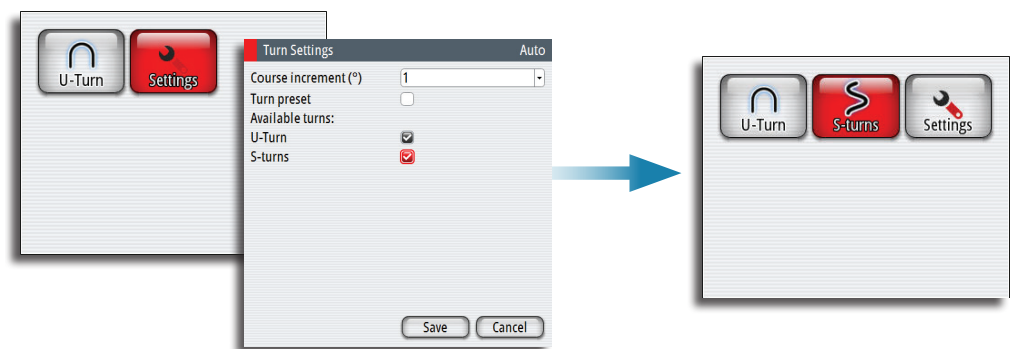 U-Turn
Settings
Turn Settings Auto
Course increment (°) 1
Turn preset
Available turns:
U-Turn
S-turns
Save Cancel
U-Turn
S-turns
Settings